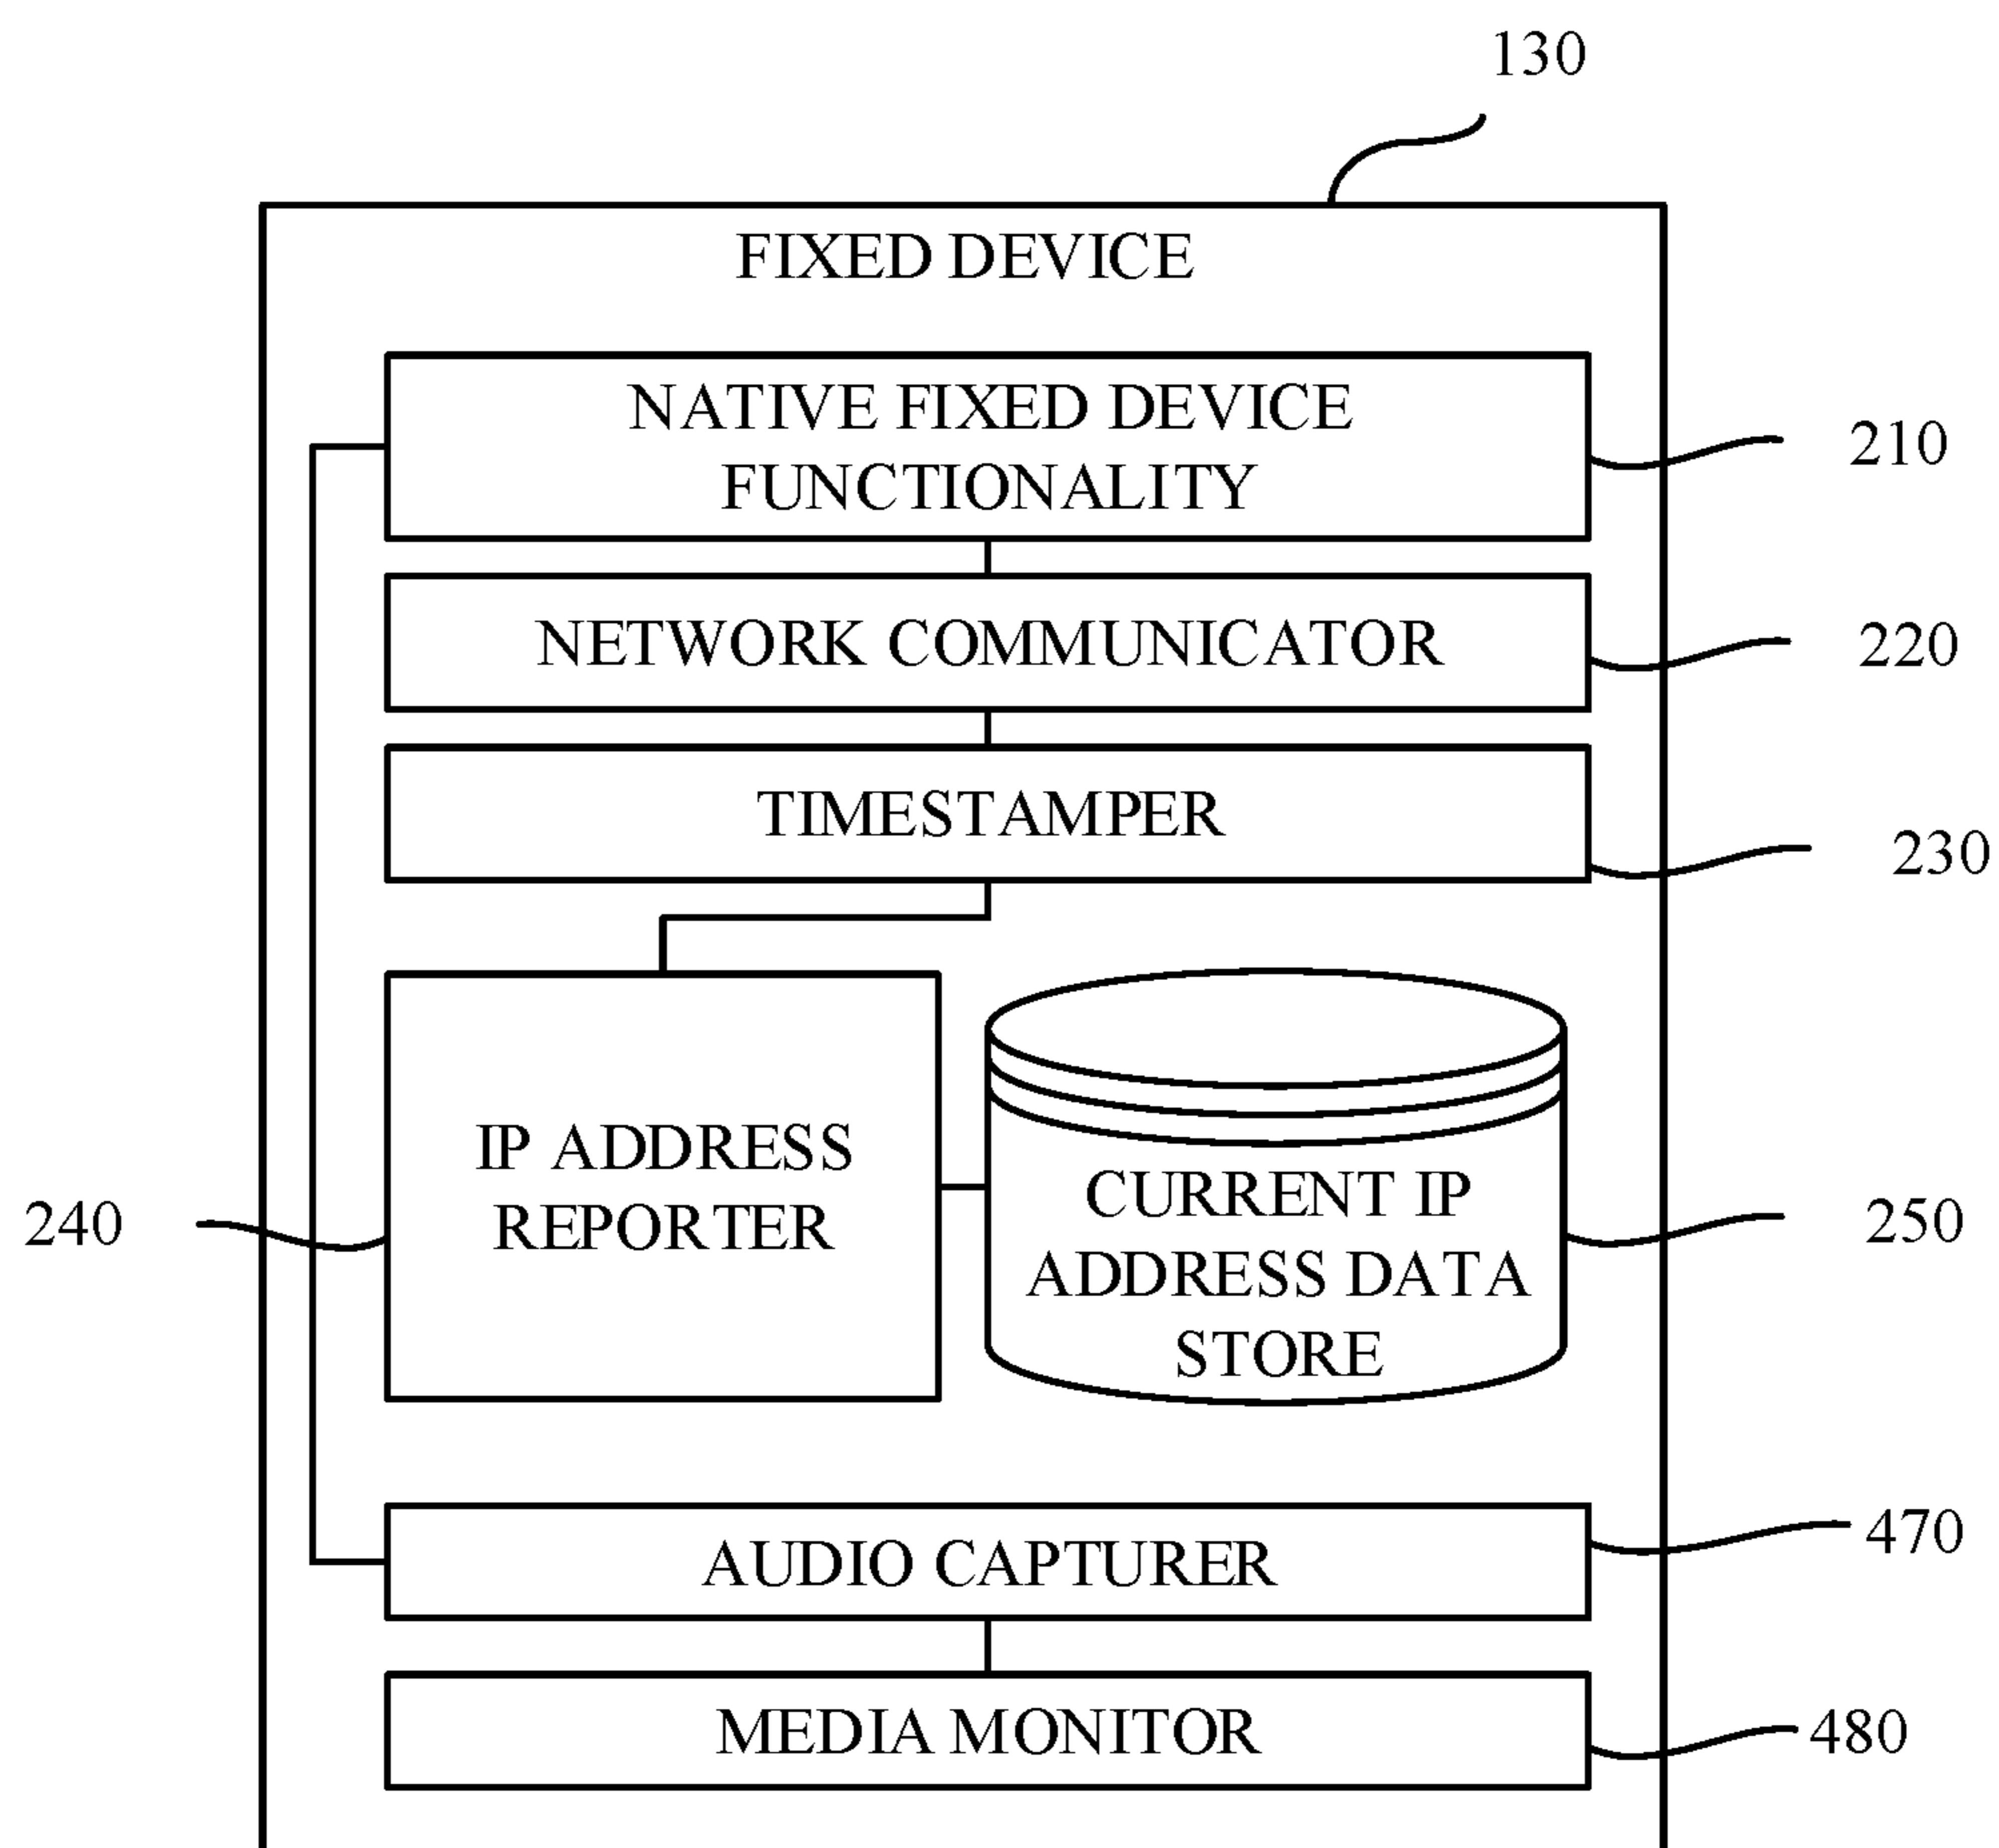 130
FIXED DEVICE
NATIVE FIXED DEVICE
FUNCTIONALITY
210
NETWORK COMMUNICATOR
220
TIMESTAMPER
230
IP ADDRESS
REPORTER
240
CURRENT IP
ADDRESS DATA
STORE
250
AUDIO CAPTURER
470
MEDIA MONITOR
480